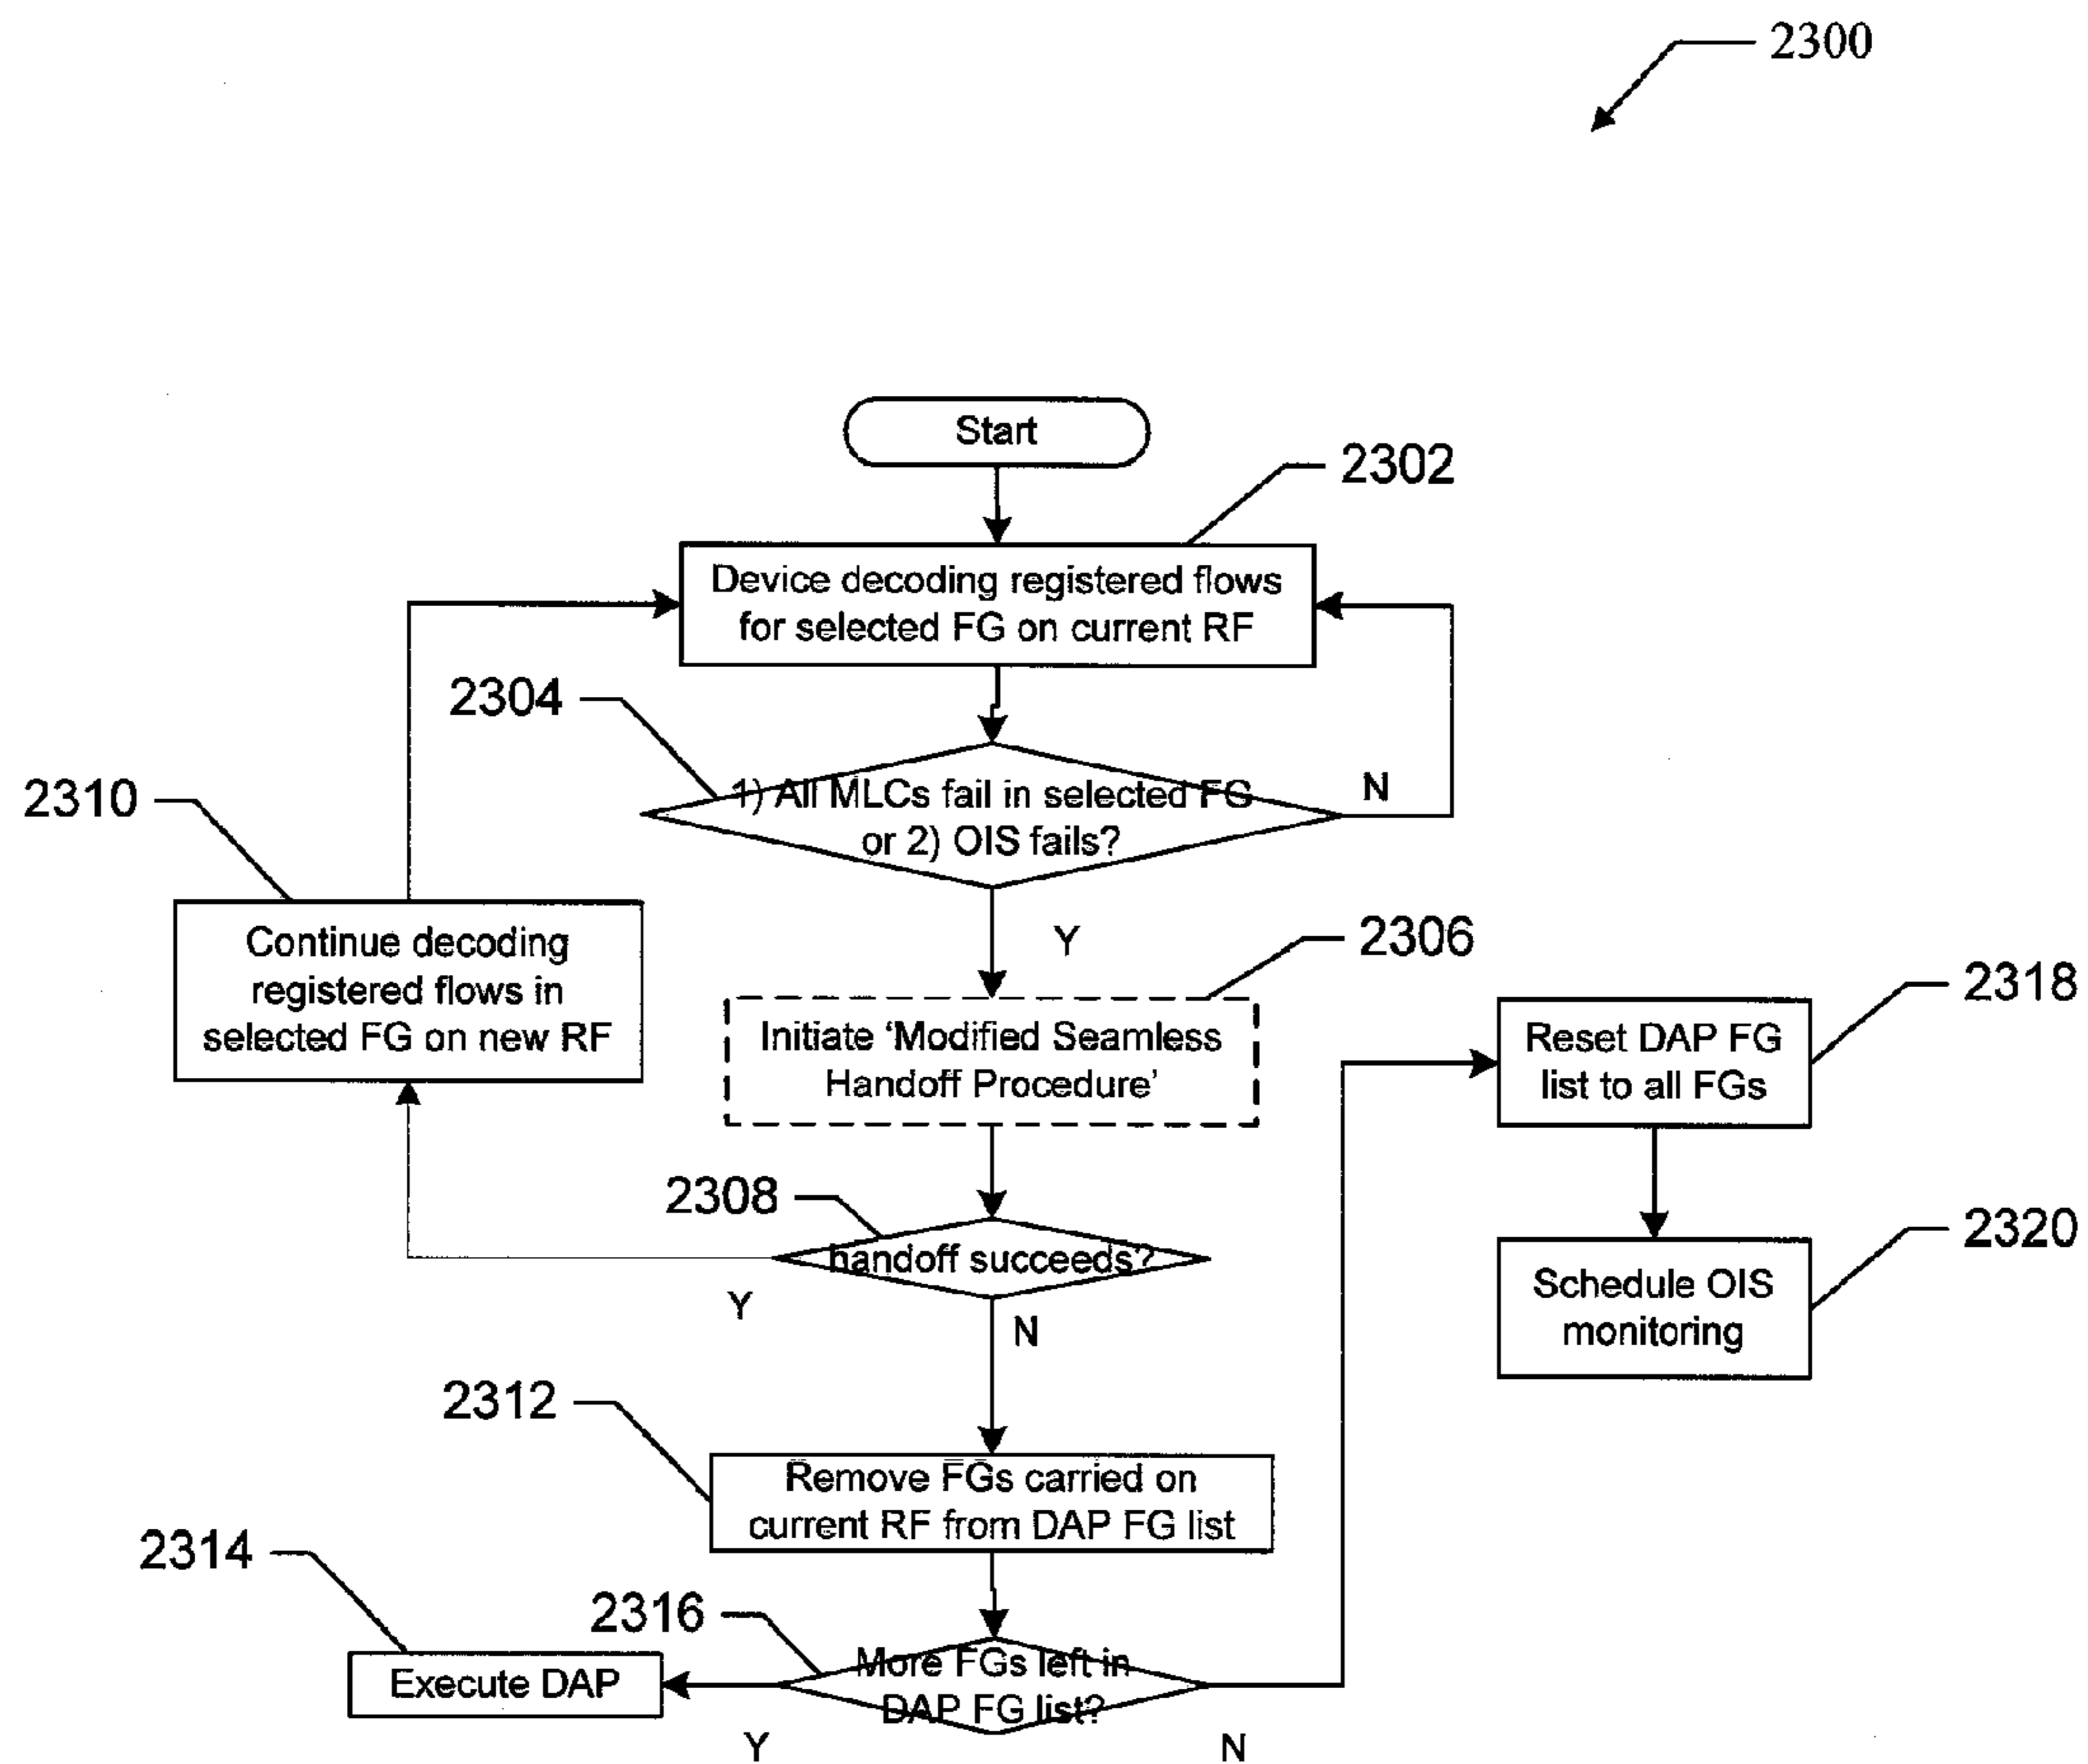 2300
Start
2302
Device decoding registered flows
for selected FG on current RF
2304
1) All MLCs fail in selected FG
or 2) OIS fails?
N
2310
Continue decoding
registered flows in
selected FG on new RF
Y
2306
Initiate ‘Modified Seamless
Handoff Procedure’
2318
Reset DAP FG
list to all FGs
2308
handoff succeeds?
Y
N
2320
Schedule OIS
monitoring
2312
Remove FGs carried on
current RF from DAP FG list
2314
Execute DAP
2316
More FGs left in
DAP FG list?
Y
N